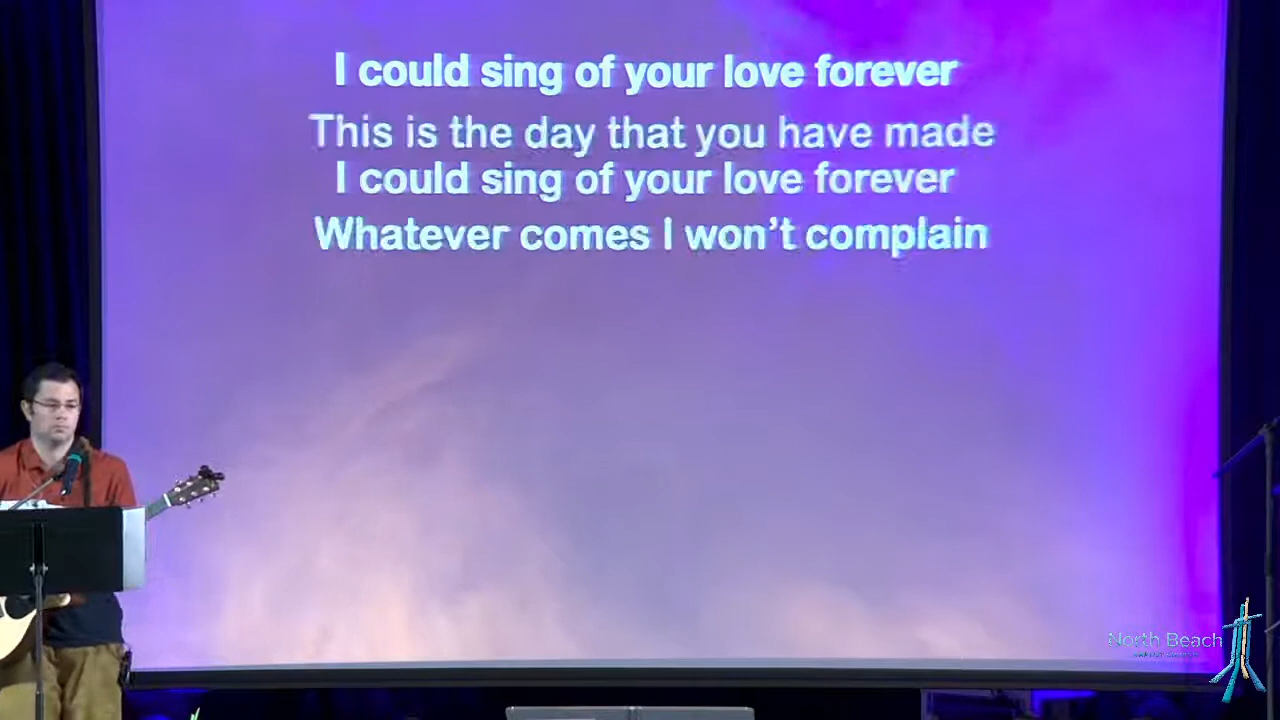 I could sing of your love forever
This is the day that you have made
I could sing of your love forever
Whatever comes I won't complain
North Beach